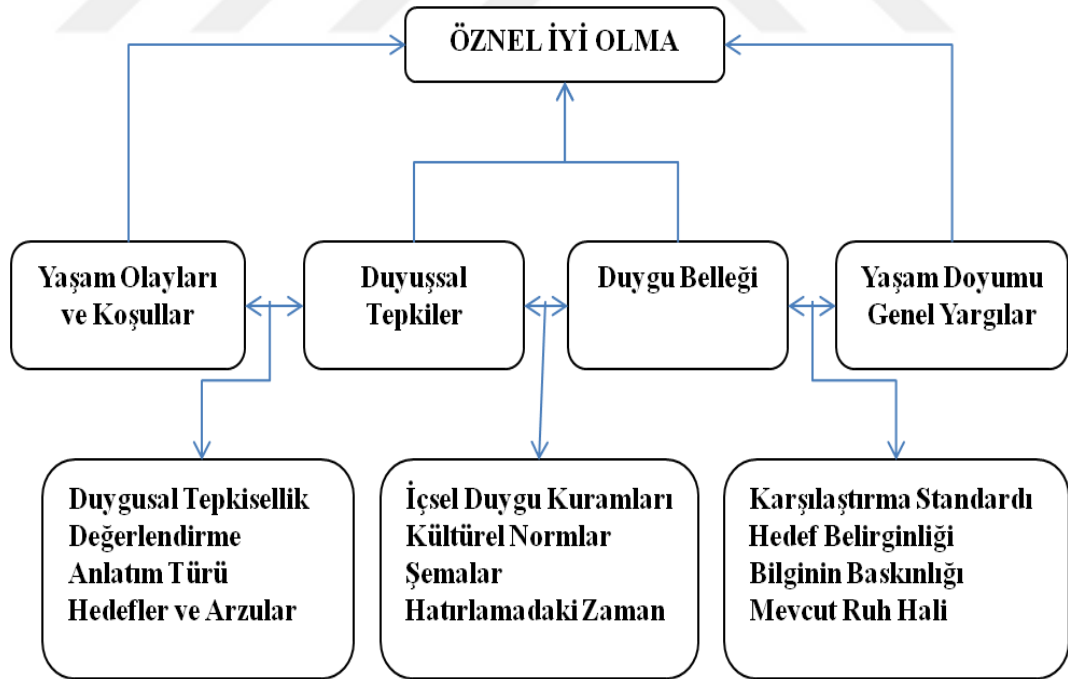 ÖZNEL İYİ OLMA
Yaşam Olayları
ve Koşullar
Duyuşsal
Tepkiler
Duygu Belleği
Yaşam Doyumu
Genel Yargılar
Duygusal Tepkisellik
Değerlendirme
Anlatım Türü
Hedefler ve Arzular
İçsel Duygu Kuramları
Kültürel Normlar
Şemalar
Hatırlamadaki Zaman
Karşılaştırma Standardı
Hedef Belirginliği
Bilginin Baskınlığı
Mevcut Ruh Hali